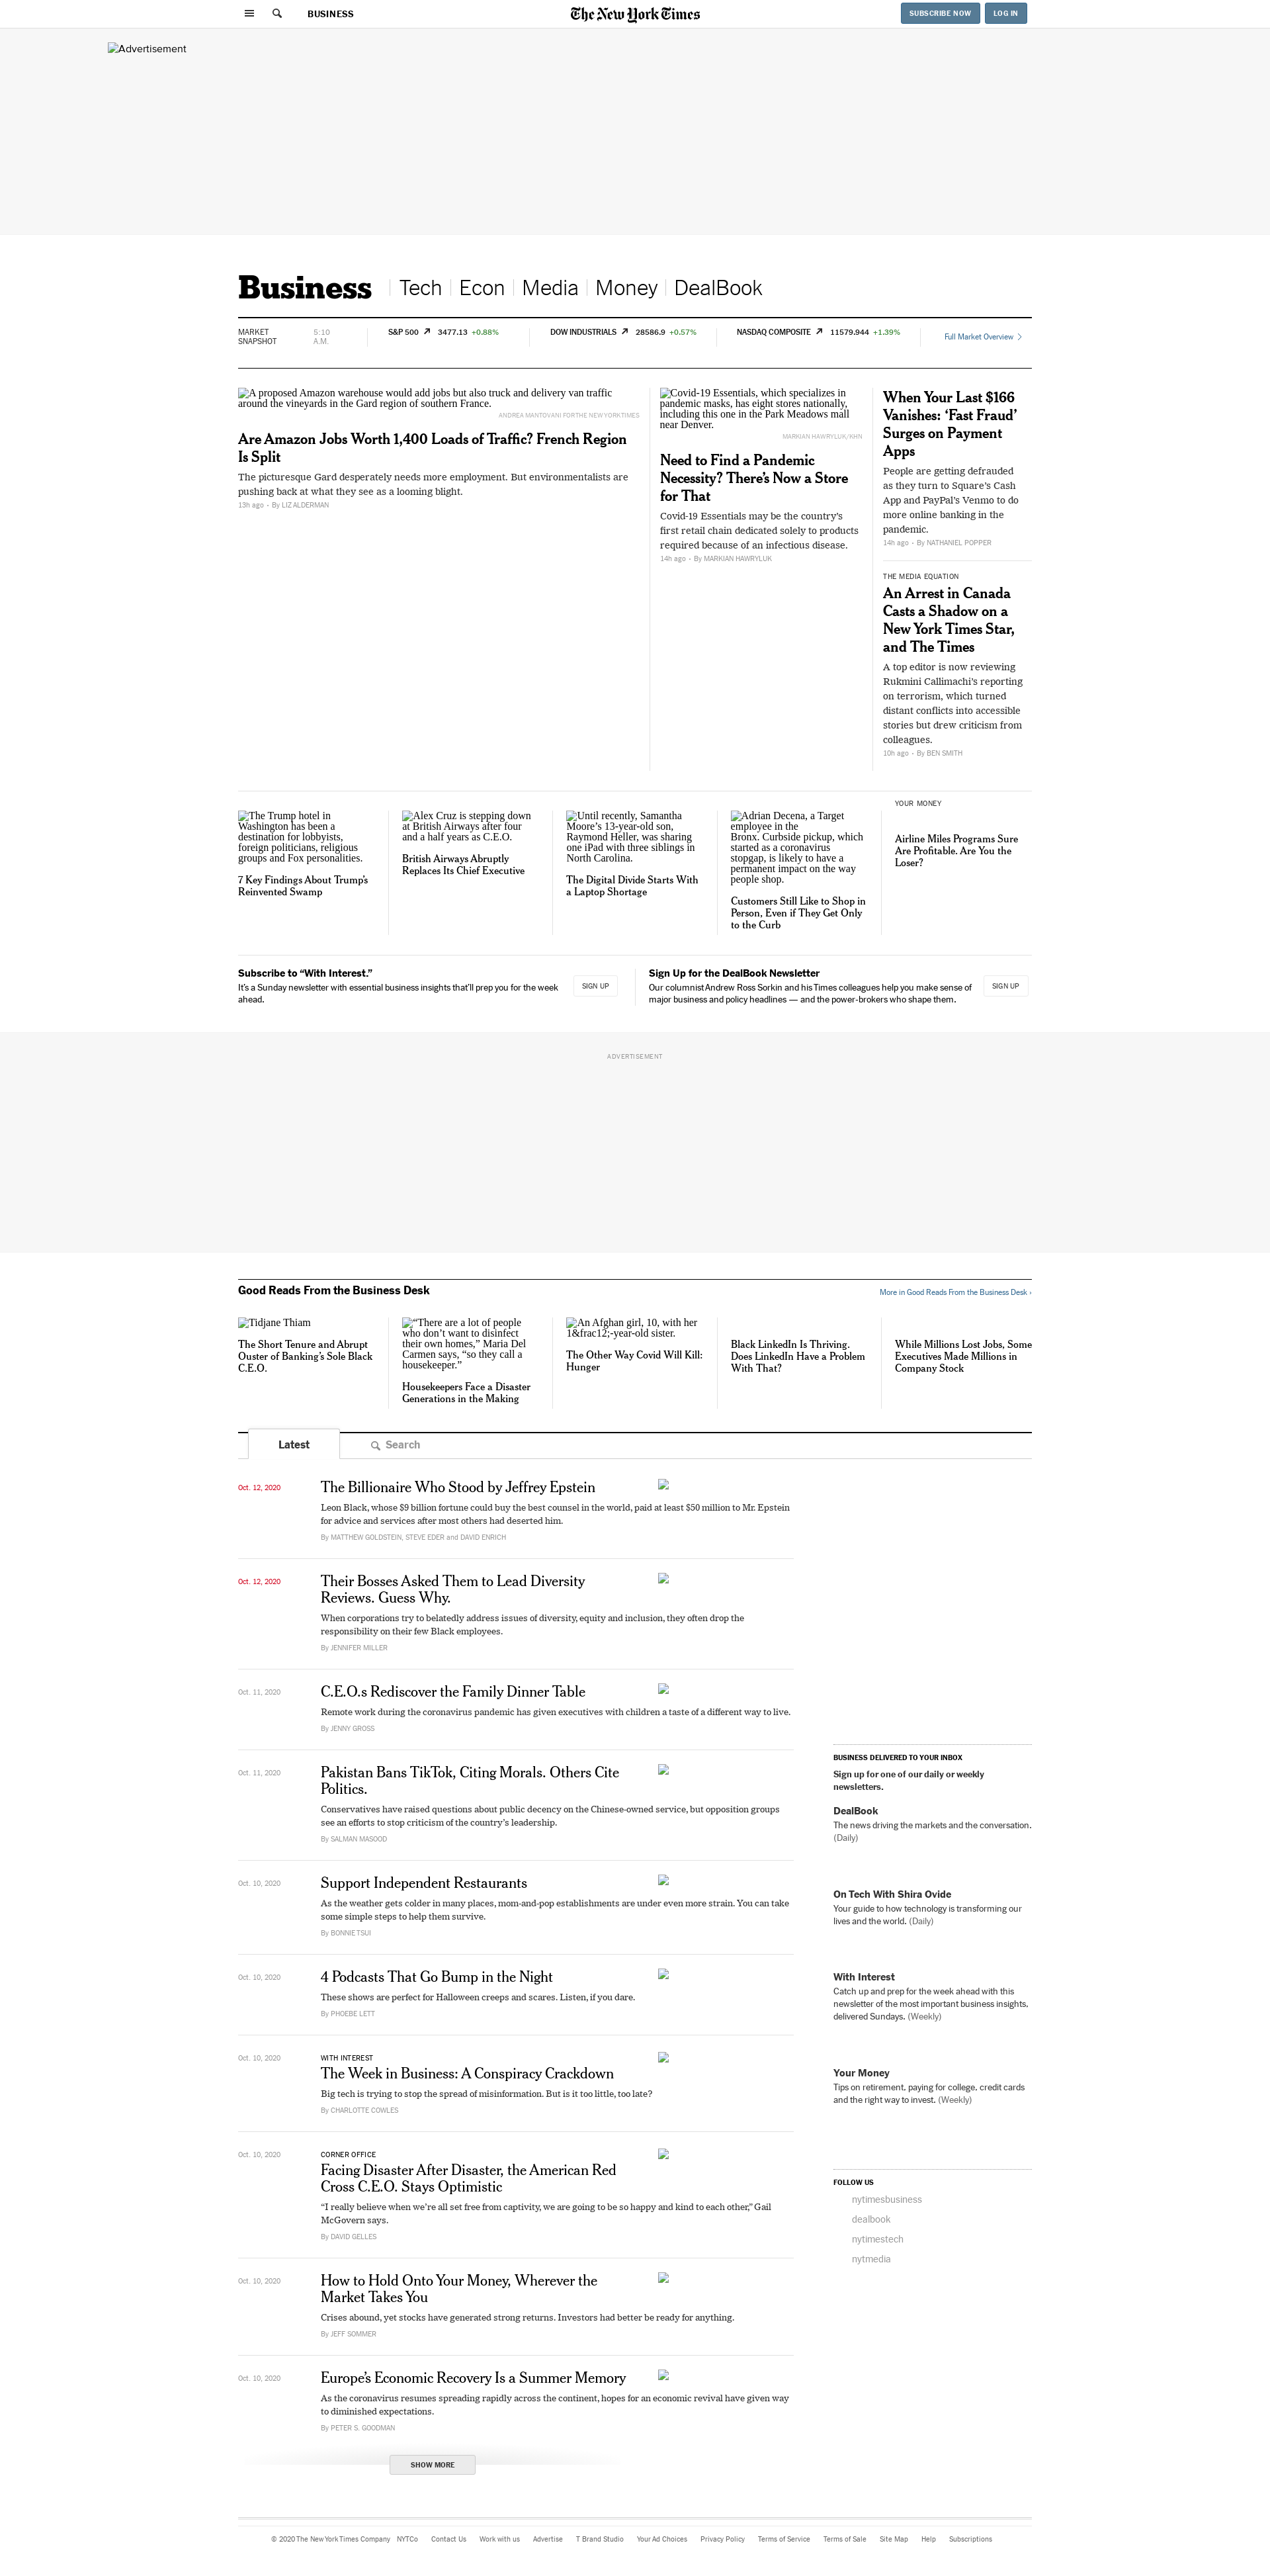 BUSINESS
The New York Times
SUBSCRIBE NOW
LOG IN
Advertisement
Business
Tech
Econ
Media
Money
DealBook
MARKET
SNAPSHOT
5:10
A.M.
S&P 500 3477.13 +0.88%
DOW INDUSTRIALS 28586.9 +0.57%
NASDAQ COMPOSITE 11579.944 +1.39%
Full Market Overview
A proposed Amazon warehouse would add jobs but also truck and delivery van traffic
around the vineyards in the Gard region of southern France.
ANDREA MANTOVANI FOR THE NEW YORK TIMES
Are Amazon Jobs Worth 1,400 Loads of Traffic? French Region
Is Split
The picturesque Gard desperately needs more employment. But environmentalists are
pushing back at what they see as a looming blight.
13h ago - By LIZ ALDERMAN
Covid-19 Essentials, which specializes in
pandemic masks, has eight stores nationally,
including this one in the Park Meadows mall
near Denver.
MARKIAN HAWRYLUK/KHN
Need to Find a Pandemic
Necessity? There’s Now a Store
for That
Covid-19 Essentials may be the country’s
first retail chain dedicated solely to products
required because of an infectious disease.
14h ago - By MARKIAN HAWRYLUK
When Your Last $166
Vanishes: ‘Fast Fraud’
Surges on Payment
Apps
People are getting defrauded
as they turn to Square’s Cash
App and PayPal’s Venmo to do
more online banking in the
pandemic.
14h ago - By NATHANIEL POPPER
THE MEDIA EQUATION
An Arrest in Canada
Casts a Shadow on a
New York Times Star,
and The Times
A top editor is now reviewing
Rukmini Callimachi’s reporting
on terrorism, which turned
distant conflicts into accessible
stories but drew criticism from
colleagues.
10h ago - By BEN SMITH
The Trump hotel in
Washington has been a
destination for lobbyists,
foreign politicians, religious
groups and Fox personalities.
7 Key Findings About Trump’s
Reinvented Swamp
Alex Cruz is stepping down
at British Airways after four
and a half years as C.E.O.
British Airways Abruptly
Replaces Its Chief Executive
Until recently, Samantha
Moore’s 13-year-old son,
Raymond Heller, was sharing
one iPad with three siblings in
North Carolina.
The Digital Divide Starts With
a Laptop Shortage
Adrian Decena, a Target
employee in the
Bronx. Curbside pickup, which
started as a coronavirus
stopgap, is likely to have a
permanent impact on the way
people shop.
Customers Still Like to Shop in
Person, Even if They Get Only
to the Curb
YOUR MONEY
Airline Miles Programs Sure
Are Profitable. Are You the
Loser?
Subscribe to “With Interest.”
It’s a Sunday newsletter with essential business insights that’ll prep you for the week
ahead.
SIGN UP
Sign Up for the DealBook Newsletter
Our columnist Andrew Ross Sorkin and his Times colleagues help you make sense of
major business and policy headlines — and the power-brokers who shape them.
SIGN UP
ADVERTISEMENT
Good Reads From the Business Desk
More in Good Reads From the Business Desk ›
Tidjane Thiam
The Short Tenure and Abrupt
Ouster of Banking’s Sole Black
C.E.O.
“There are a lot of people
who don’t want to disinfect
their own homes,” Maria Del
Carmen says, “so they call a
housekeeper.”
Housekeepers Face a Disaster
Generations in the Making
An Afghan girl, 10, with her
1&frac12;-year-old sister.
The Other Way Covid Will Kill:
Hunger
Black LinkedIn Is Thriving.
Does LinkedIn Have a Problem
With That?
While Millions Lost Jobs, Some
Executives Made Millions in
Company Stock
Latest
Search
Oct. 12, 2020
The Billionaire Who Stood by Jeffrey Epstein
Leon Black, whose $9 billion fortune could buy the best counsel in the world, paid at least $50 million to Mr. Epstein
for advice and services after most others had deserted him.
By MATTHEW GOLDSTEIN, STEVE EDER and DAVID ENRICH
Oct. 12, 2020
Their Bosses Asked Them to Lead Diversity
Reviews. Guess Why.
When corporations try to belatedly address issues of diversity, equity and inclusion, they often drop the
responsibility on their few Black employees.
By JENNIFER MILLER
Oct. 11, 2020
C.E.O.s Rediscover the Family Dinner Table
Remote work during the coronavirus pandemic has given executives with children a taste of a different way to live.
By JENNY GROSS
Oct. 11, 2020
Pakistan Bans TikTok, Citing Morals. Others Cite
Politics.
Conservatives have raised questions about public decency on the Chinese-owned service, but opposition groups
see an efforts to stop criticism of the country’s leadership.
By SALMAN MASOOD
Oct. 10, 2020
Support Independent Restaurants
As the weather gets colder in many places, mom-and-pop establishments are under even more strain. You can take
some simple steps to help them survive.
By BONNIE TSUI
Oct. 10, 2020
4 Podcasts That Go Bump in the Night
These shows are perfect for Halloween creeps and scares. Listen, if you dare.
By PHOEBE LETT
Oct. 10, 2020
WITH INTEREST
The Week in Business: A Conspiracy Crackdown
Big tech is trying to stop the spread of misinformation. But is it too little, too late?
By CHARLOTTE COWLES
Oct. 10, 2020
CORNER OFFICE
Facing Disaster After Disaster, the American Red
Cross C.E.O. Stays Optimistic
“I really believe when we’re all set free from captivity, we are going to be so happy and kind to each other,” Gail
McGovern says.
By DAVID GELLES
Oct. 10, 2020
How to Hold Onto Your Money, Wherever the
Market Takes You
Crises abound, yet stocks have generated strong returns. Investors had better be ready for anything.
By JEFF SOMMER
Oct. 10, 2020
Europe’s Economic Recovery Is a Summer Memory
As the coronavirus resumes spreading rapidly across the continent, hopes for an economic revival have given way
to diminished expectations.
By PETER S. GOODMAN
SHOW MORE
BUSINESS DELIVERED TO YOUR INBOX
Sign up for one of our daily or weekly
newsletters.
DealBook
The news driving the markets and the conversation.
(Daily)
On Tech With Shira Ovide
Your guide to how technology is transforming our
lives and the world. (Daily)
With Interest
Catch up and prep for the week ahead with this
newsletter of the most important business insights,
delivered Sundays. (Weekly)
Your Money
Tips on retirement, paying for college, credit cards
and the right way to invest. (Weekly)
FOLLOW US
nytimesbusiness
dealbook
nytimestech
nytmedia
© 2020 The New York Times Company NYTCo Contact Us Work with us Advertise T Brand Studio Your Ad Choices Privacy Policy Terms of Service Terms of Sale Site Map Help Subscriptions